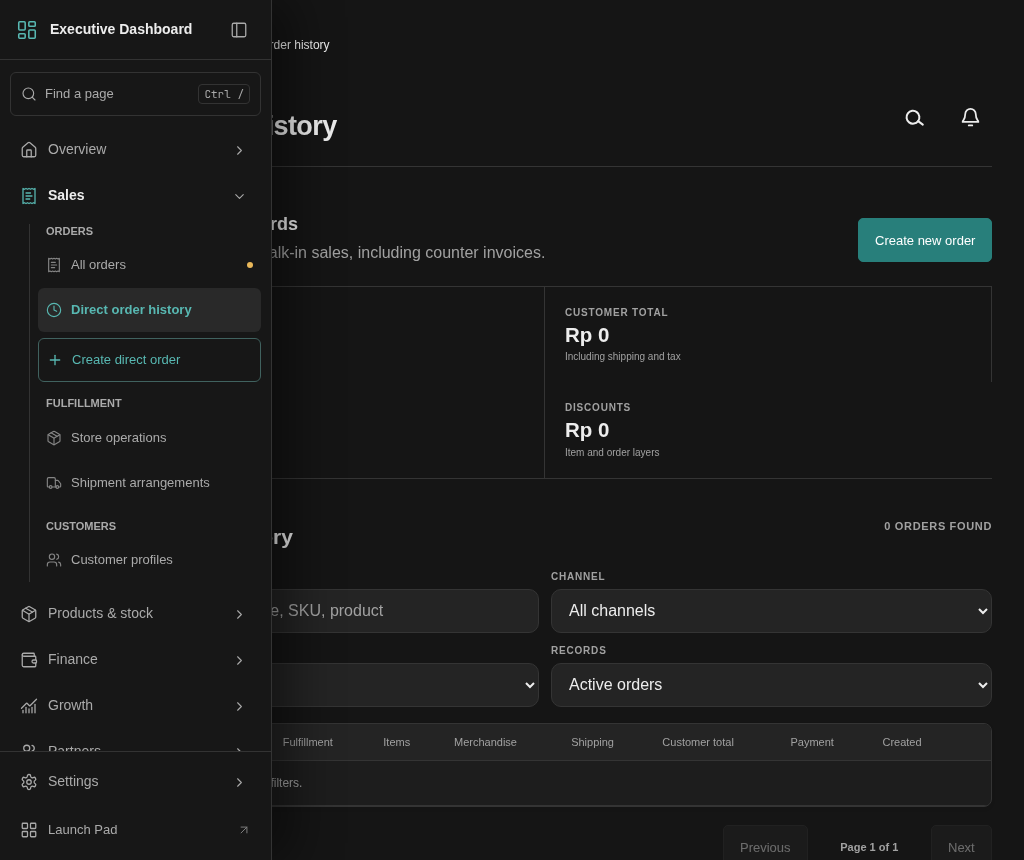 Executive Dashboard
Find a page
Ctrl /
Overview
Sales
ORDERS
All orders
Direct order history
Create direct order
FULFILLMENT
Store operations
Shipment arrangements
CUSTOMERS
Customer profiles
Products & stock
Finance
Growth
Partners
Settings
Launch Pad
rder history
istory
rds
alk-in sales, including counter invoices.
Create new order
CUSTOMER TOTAL
Rp 0
Including shipping and tax
DISCOUNTS
Rp 0
Item and order layers
ry
0 ORDERS FOUND
CHANNEL
e, SKU, product
All channels
RECORDS
Active orders
Fulfillment Items Merchandise Shipping Customer total Payment Created
filters.
Previous Page 1 of 1 Next